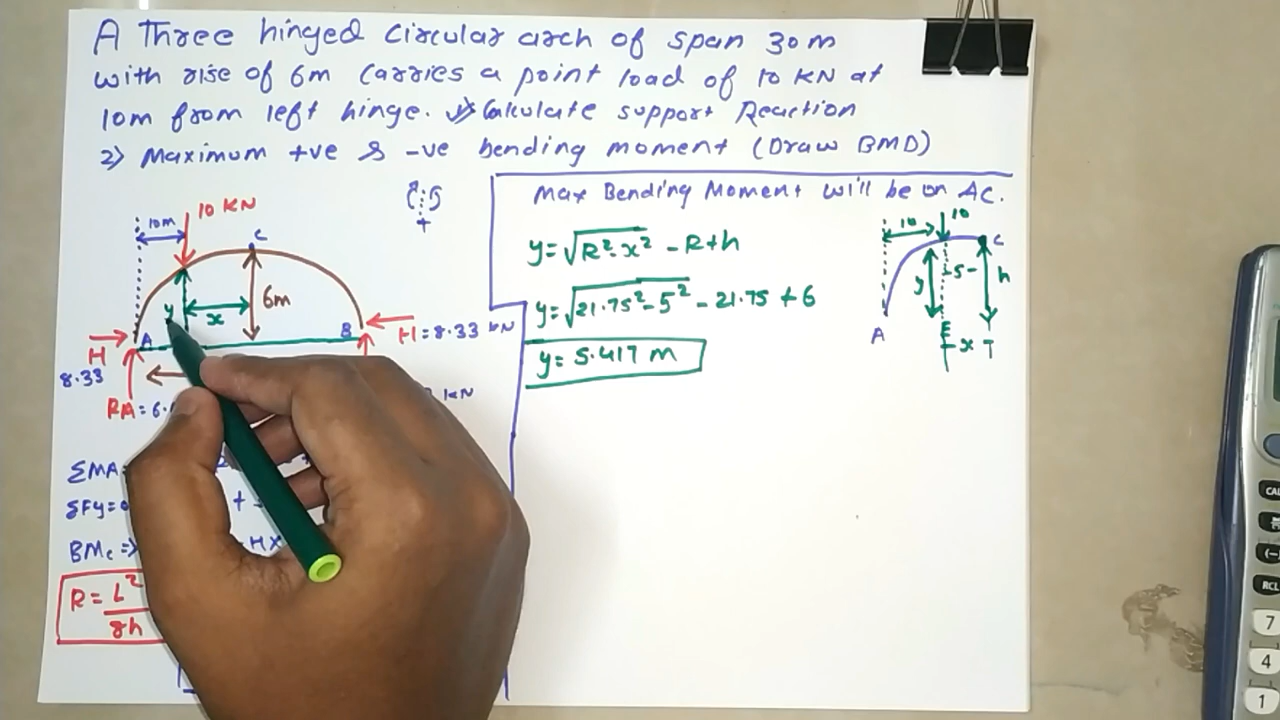 A Three hinged circular arch of span 30m
with rise of 6m Carries a point load of 10 KN at
10m from left hinge. 1) Calculate support Reaction
2) Maximum +ve & -ve bending moment (Draw BMD)
10m
10 KN
C
6m
y
x
A
B
H
8.33
H = 8.33 KN
RA = 6.
KN
ΣMA=
ΣFy=0
+
BMc =>
-HX
R = L²
8h
+
Max Bending Moment will be on AC.
y = √R²-x² - R+h
y = √21.75²-5² - 21.75 + 6
y = 5.417 m
10
10
C
y
-5-
h
A
E
x